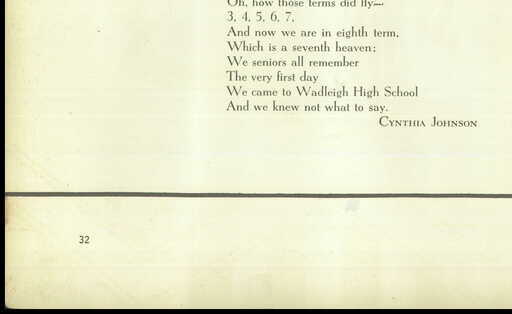 Oh, how those terms did fly—
3, 4, 5, 6, 7,
And now we are in eighth term,
Which is a seventh heaven;
We seniors all remember
The very first day
We came to Wadleigh High School
And we knew not what to say.
Cynthia Johnson
32